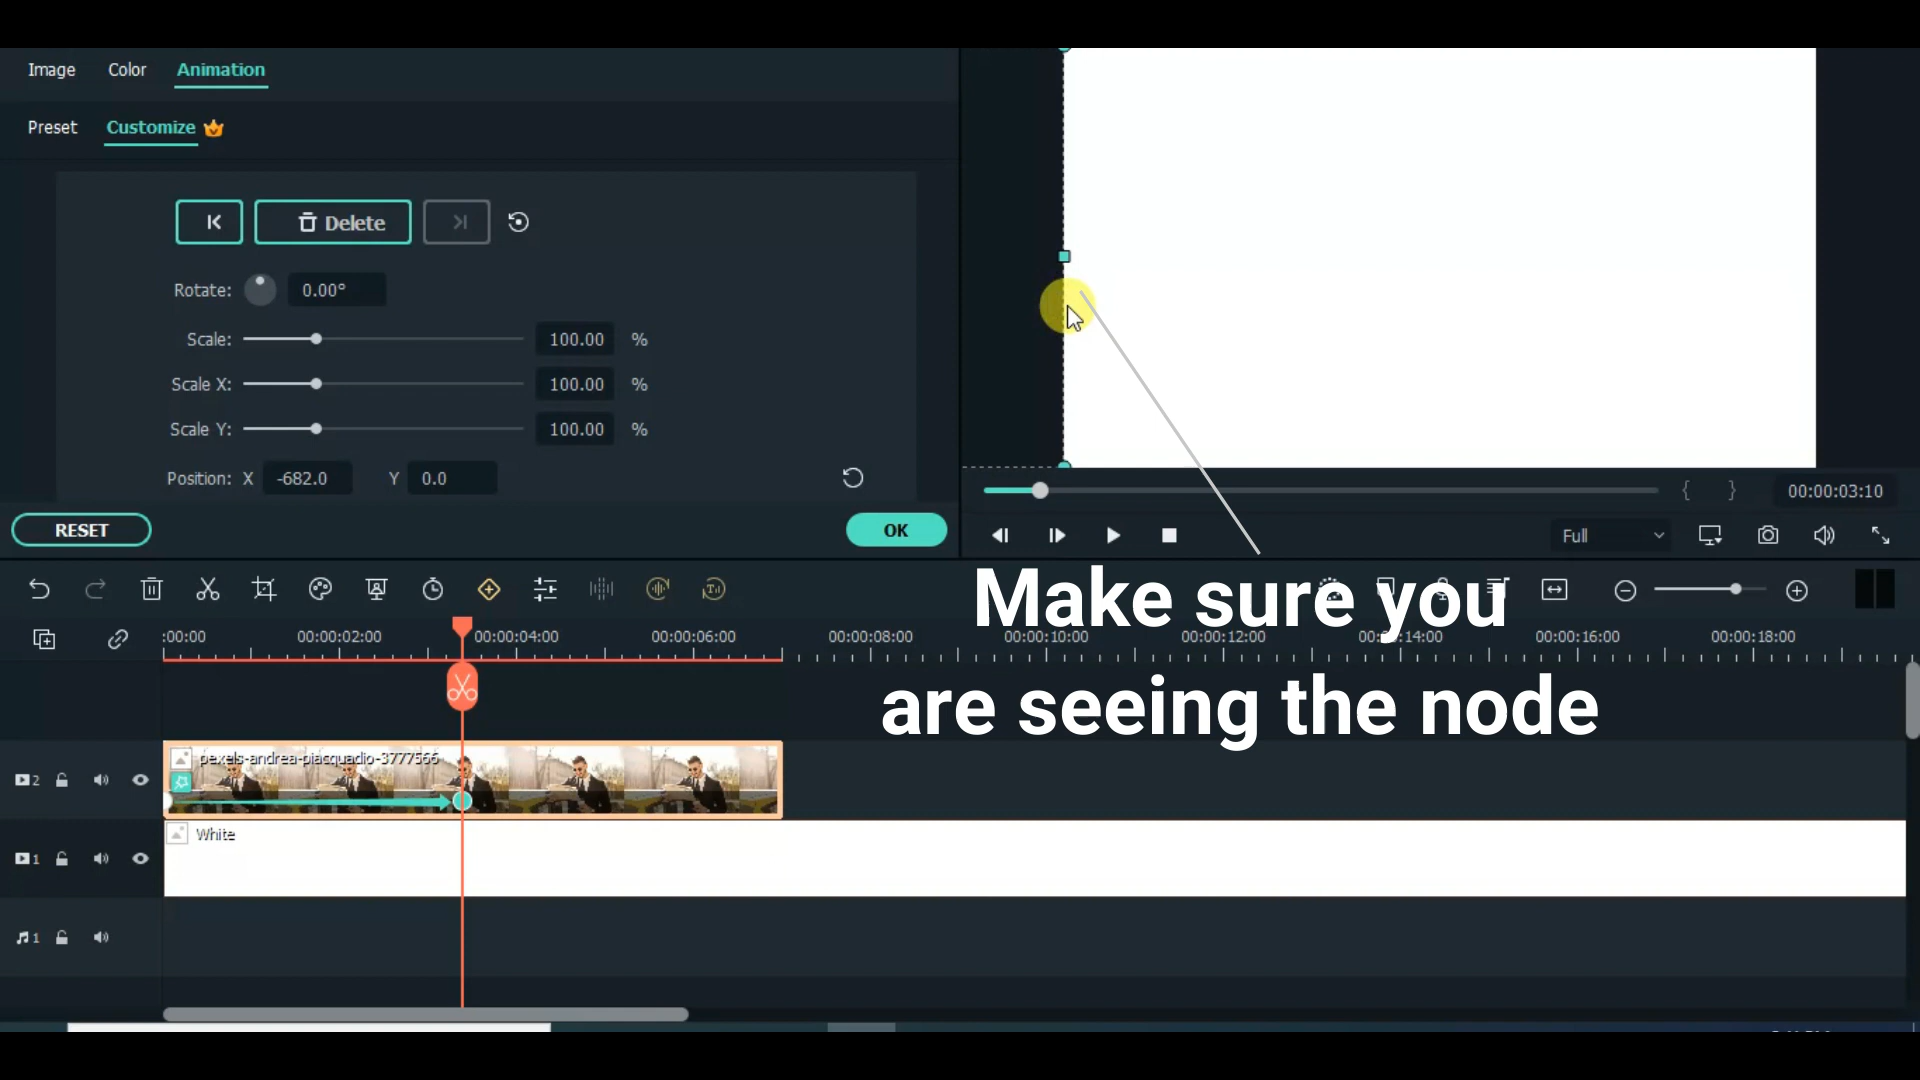 Image Color Animation
Preset Customize
Delete
Rotate: 0.00°
Scale: 100.00 %
Scale X: 100.00 %
Scale Y: 100.00 %
Position: X -682.0 Y 0.0
RESET OK
{ } 00:00:03:10
Full
Make sure you
are seeing the node
:00:00 00:00:02:00 00:00:04:00 00:00:06:00 00:00:08:00 00:00:10:00 00:00:12:00 00:00:14:00 00:00:16:00 00:00:18:00
2 pexels-andrea-piacquadio-3777566
1 White
1